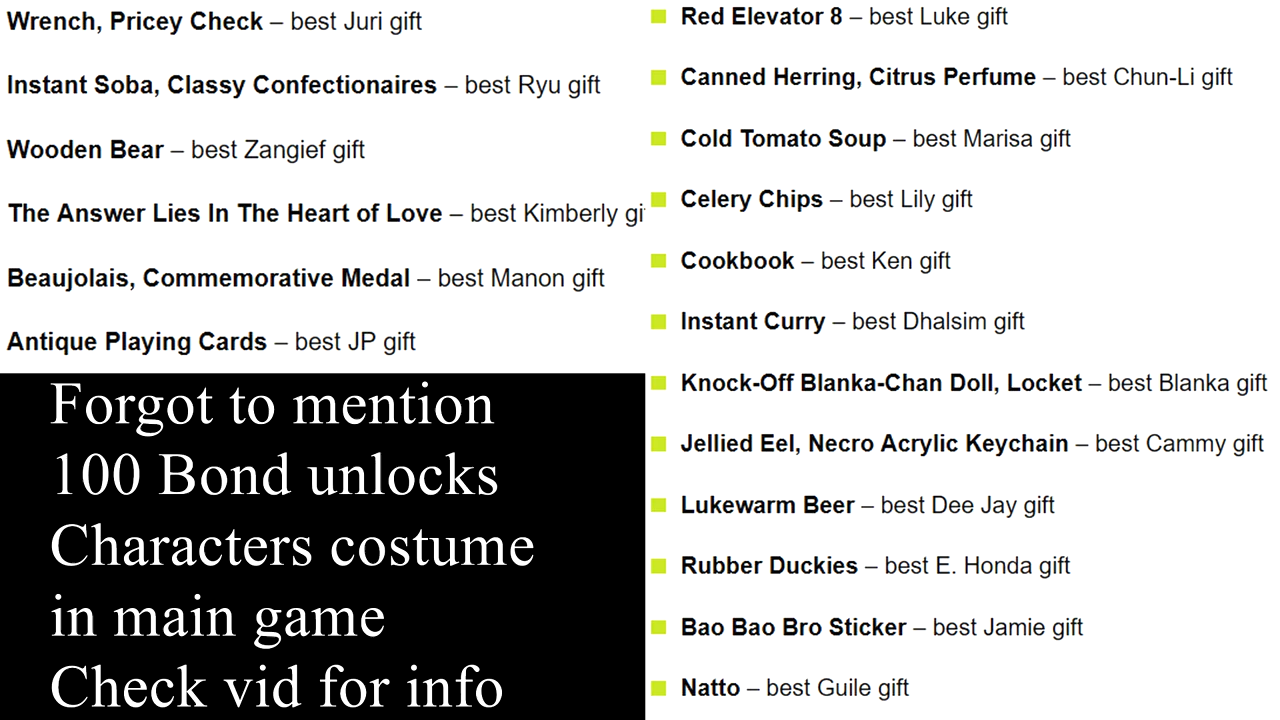 Wrench, Pricey Check – best Juri gift
Instant Soba, Classy Confectionaires – best Ryu gift
Wooden Bear – best Zangief gift
The Answer Lies In The Heart of Love – best Kimberly gi
Beaujolais, Commemorative Medal – best Manon gift
Antique Playing Cards – best JP gift
Forgot to mention
100 Bond unlocks
Characters costume
in main game
Check vid for info
Red Elevator 8 – best Luke gift
Canned Herring, Citrus Perfume – best Chun-Li gift
Cold Tomato Soup – best Marisa gift
Celery Chips – best Lily gift
Cookbook – best Ken gift
Instant Curry – best Dhalsim gift
Knock-Off Blanka-Chan Doll, Locket – best Blanka gift
Jellied Eel, Necro Acrylic Keychain – best Cammy gift
Lukewarm Beer – best Dee Jay gift
Rubber Duckies – best E. Honda gift
Bao Bao Bro Sticker – best Jamie gift
Natto – best Guile gift